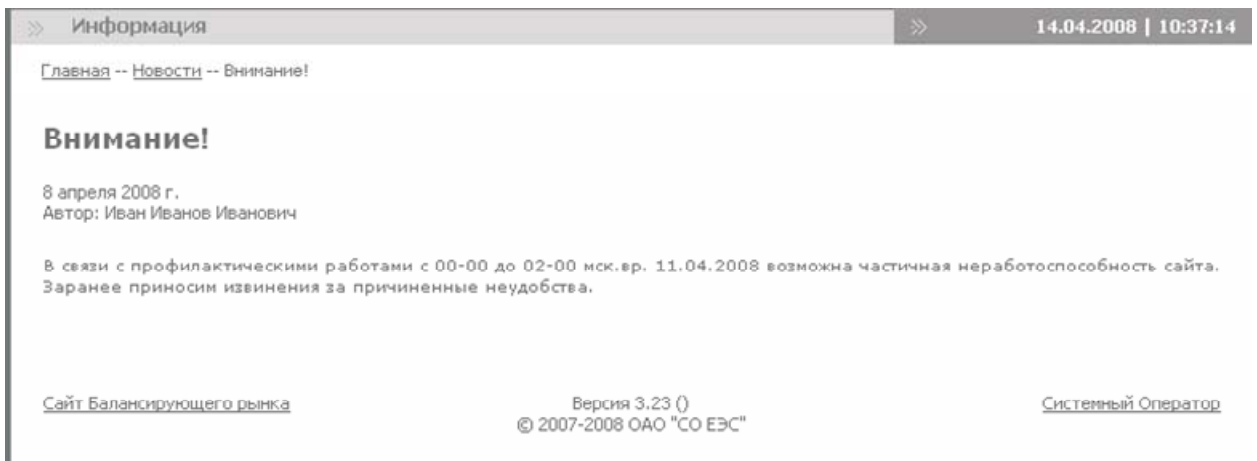 » Информация » 14.04.2008 | 10:37:14
Главная -- Новости -- Внимание!
Внимание!
8 апреля 2008 г.
Автор: Иван Иванов Иванович
В связи с профилактическими работами с 00-00 до 02-00 мск.вр. 11.04.2008 возможна частичная неработоспособность сайта.
Заранее приносим извинения за причиненные неудобства.
Сайт Балансирующего рынка Версия 3.23 () Системный Оператор
© 2007-2008 ОАО "СО ЕЭС"